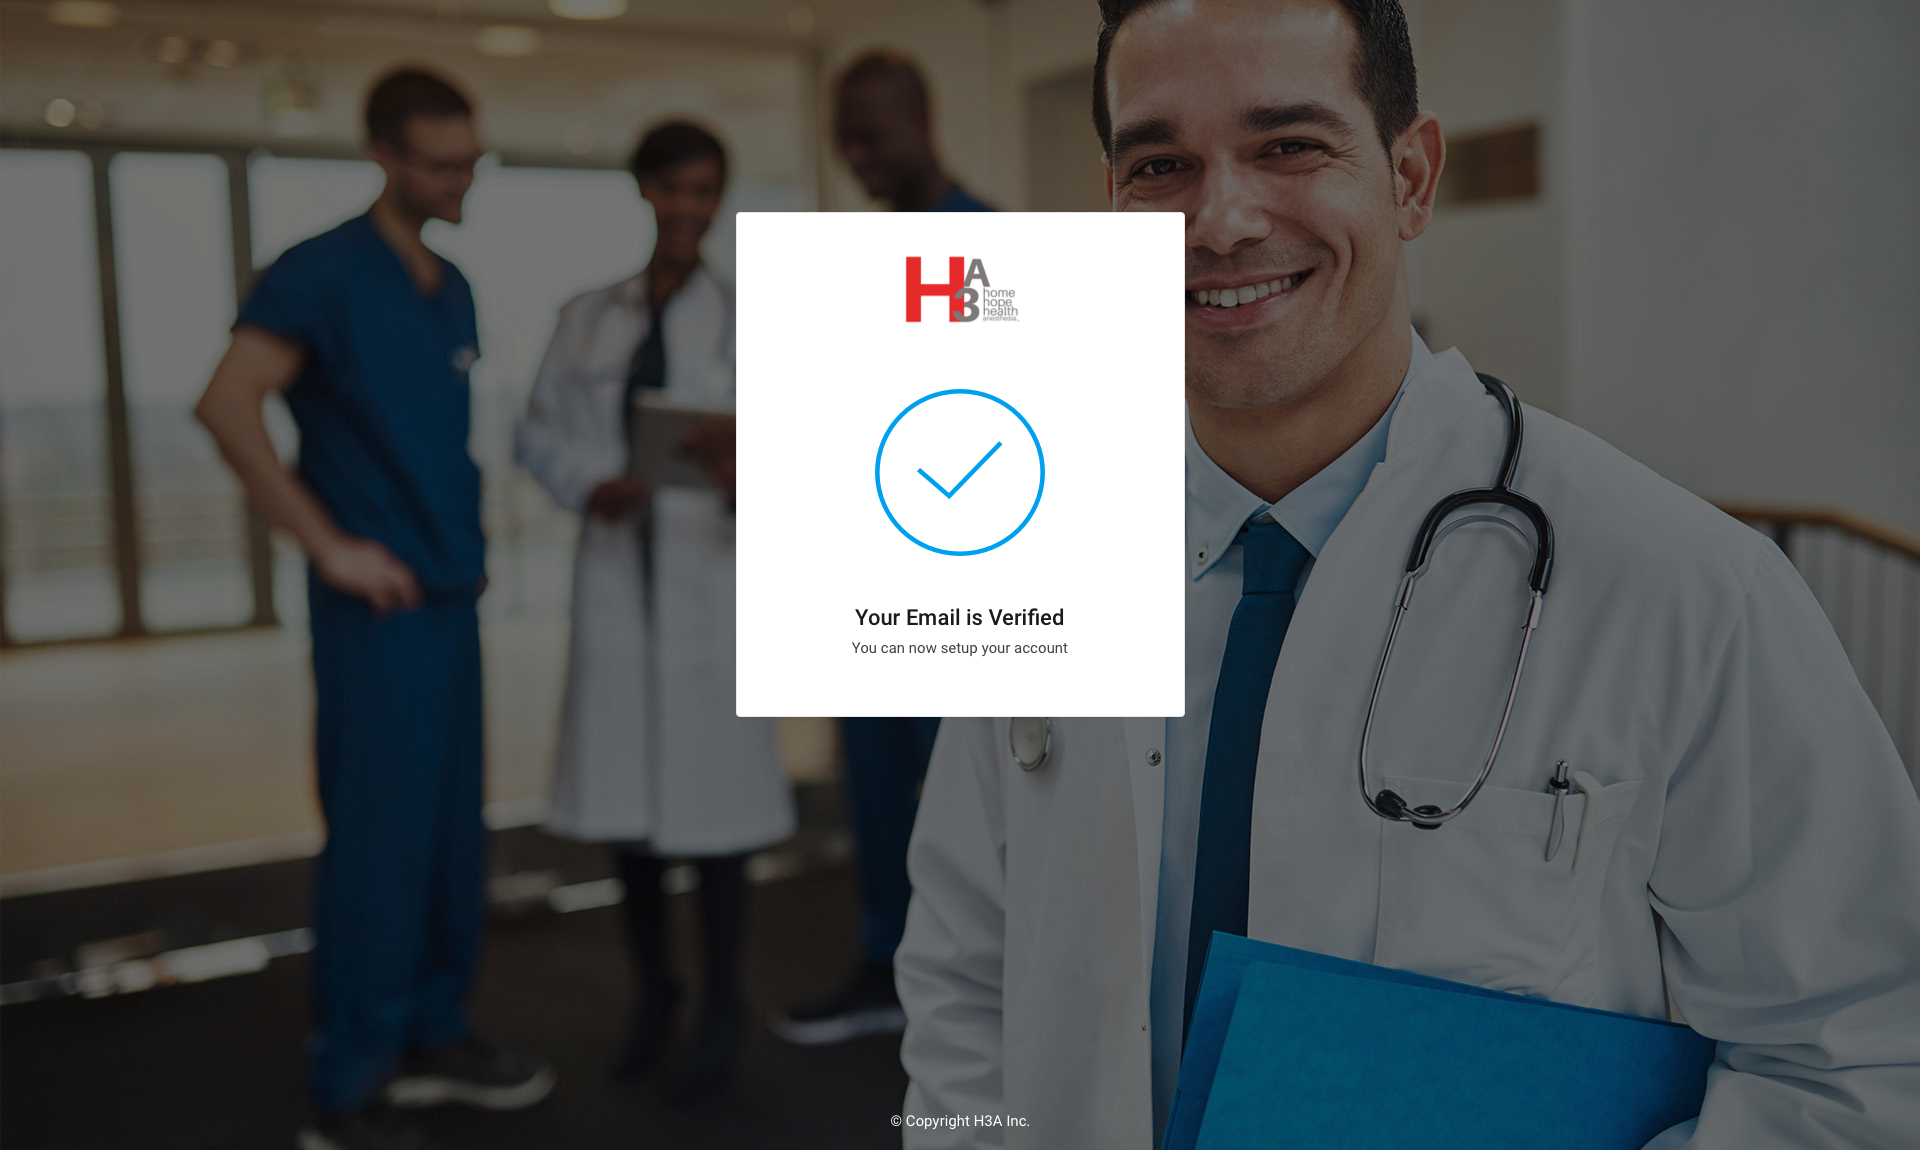 H3A
home
hope
health
anesthesia
Your Email is Verified
You can now setup your account
© Copyright H3A Inc.